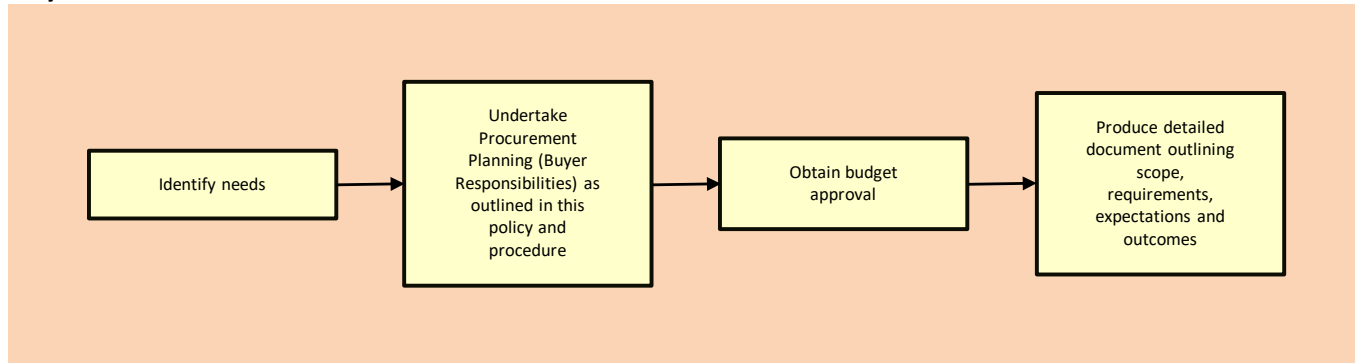 Identify needs
Undertake
Procurement
Planning (Buyer
Responsibilities) as
outlined in this
policy and
procedure
Obtain budget
approval
Produce detailed
document outlining
scope,
requirements,
expectations and
outcomes